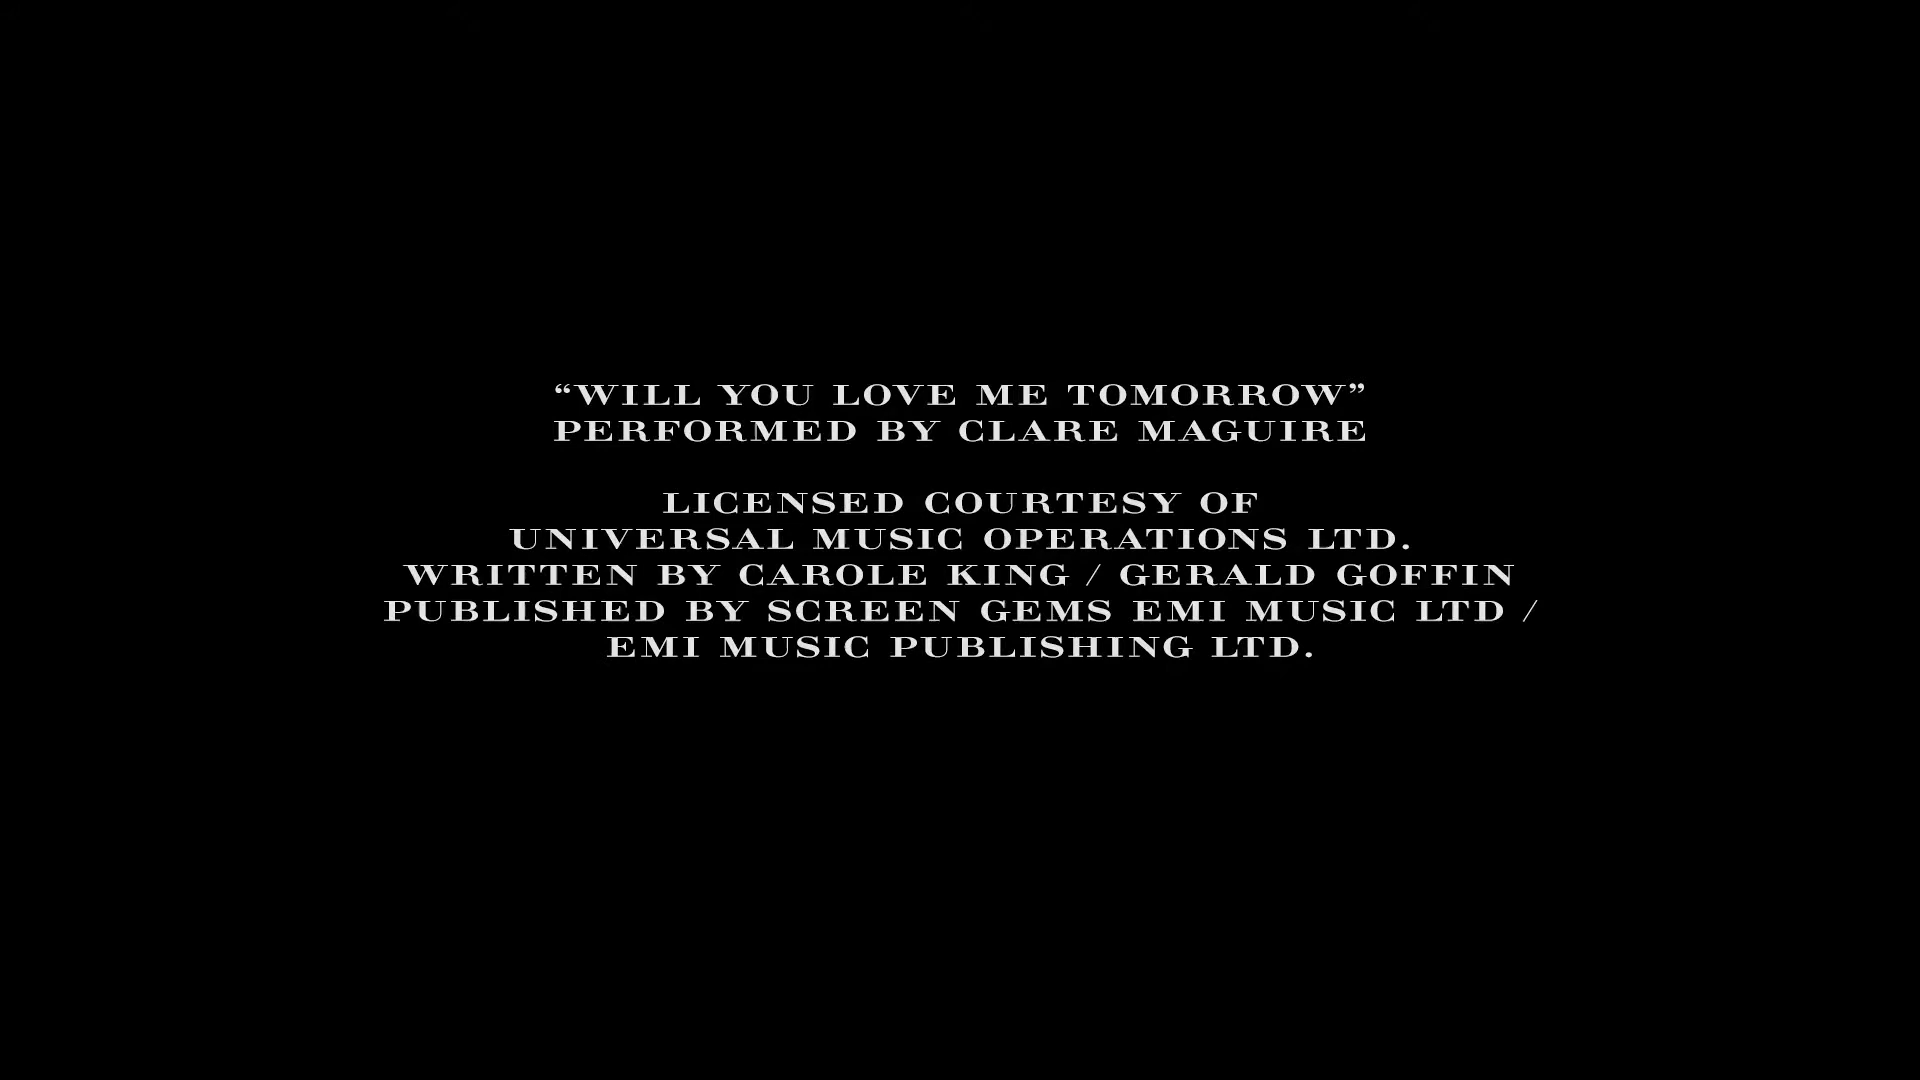 “WILL YOU LOVE ME TOMORROW”
PERFORMED BY CLARE MAGUIRE
LICENSED COURTESY OF
UNIVERSAL MUSIC OPERATIONS LTD.
WRITTEN BY CAROLE KING / GERALD GOFFIN
PUBLISHED BY SCREEN GEMS EMI MUSIC LTD /
EMI MUSIC PUBLISHING LTD.